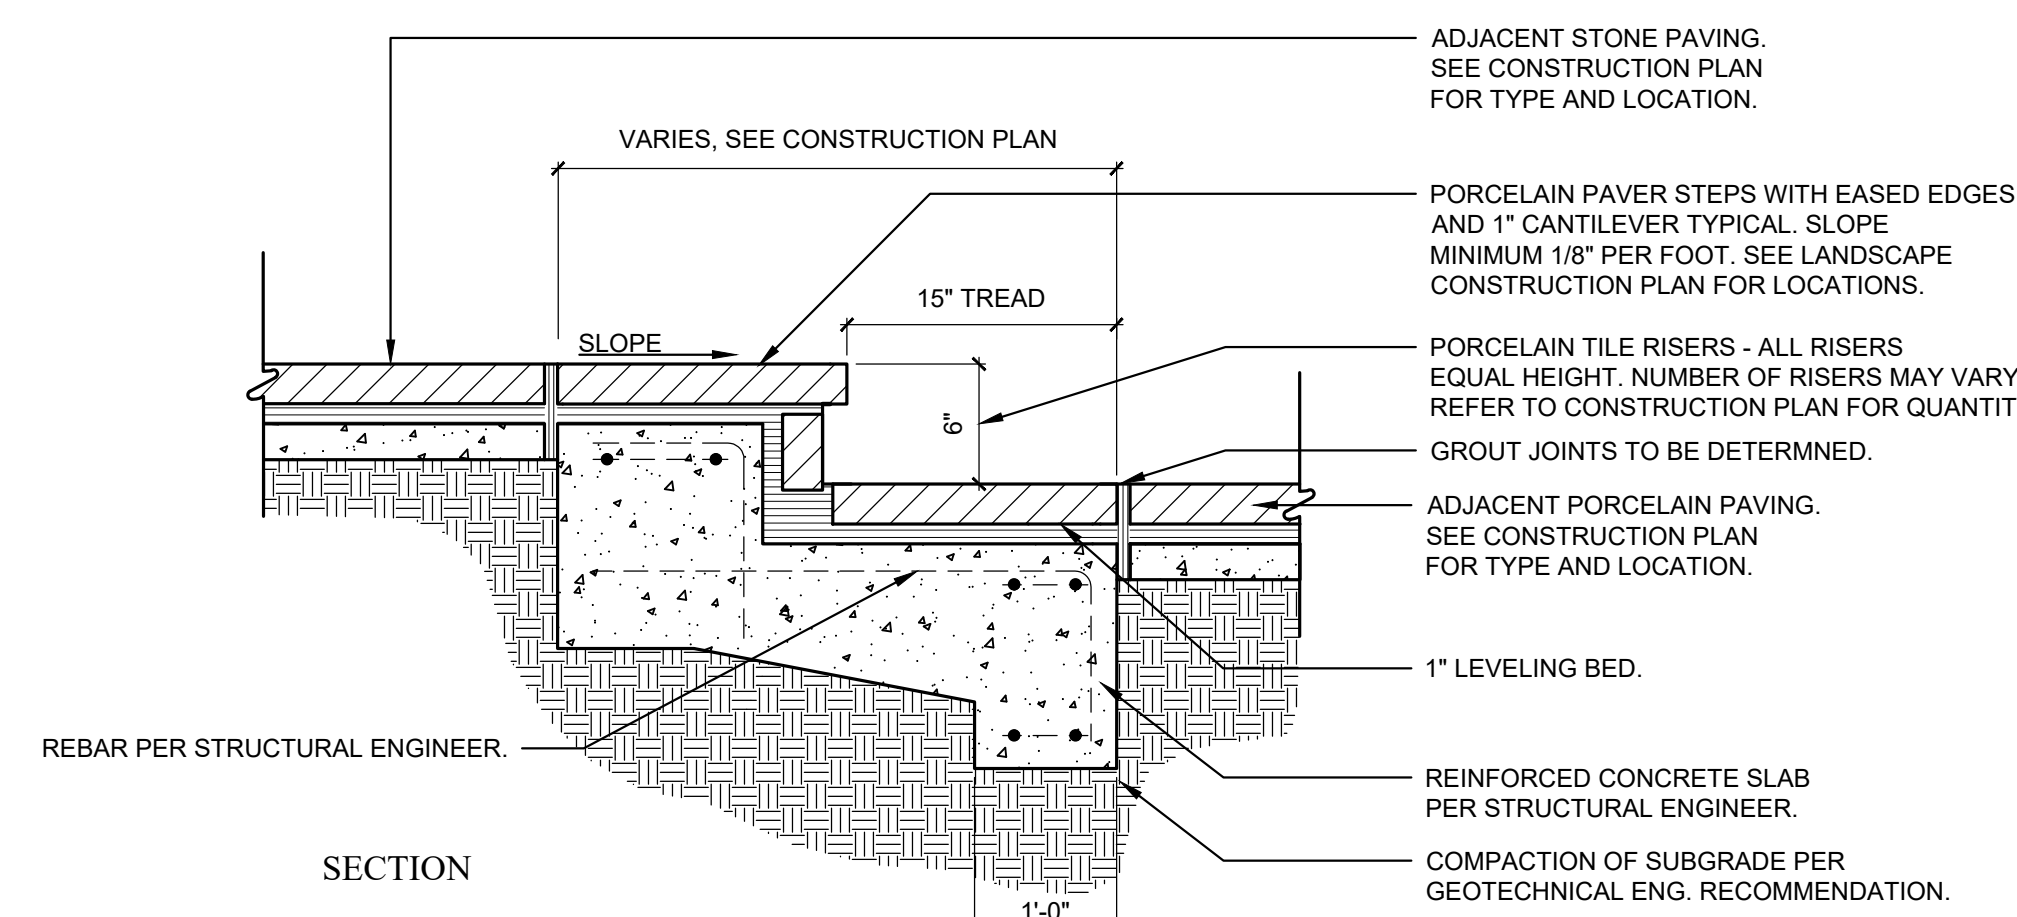 ADJACENT STONE PAVING.
SEE CONSTRUCTION PLAN
FOR TYPE AND LOCATION.
VARIES, SEE CONSTRUCTION PLAN
PORCELAIN PAVER STEPS WITH EASED EDGES
AND 1" CANTILEVER TYPICAL. SLOPE
MINIMUM 1/8" PER FOOT. SEE LANDSCAPE
CONSTRUCTION PLAN FOR LOCATIONS.
15" TREAD
SLOPE
PORCELAIN TILE RISERS - ALL RISERS
EQUAL HEIGHT. NUMBER OF RISERS MAY VARY
REFER TO CONSTRUCTION PLAN FOR QUANTIT
6"
GROUT JOINTS TO BE DETERMNED.
ADJACENT PORCELAIN PAVING.
SEE CONSTRUCTION PLAN
FOR TYPE AND LOCATION.
1" LEVELING BED.
REBAR PER STRUCTURAL ENGINEER.
REINFORCED CONCRETE SLAB
PER STRUCTURAL ENGINEER.
COMPACTION OF SUBGRADE PER
GEOTECHNICAL ENG. RECOMMENDATION.
SECTION
1'-0"